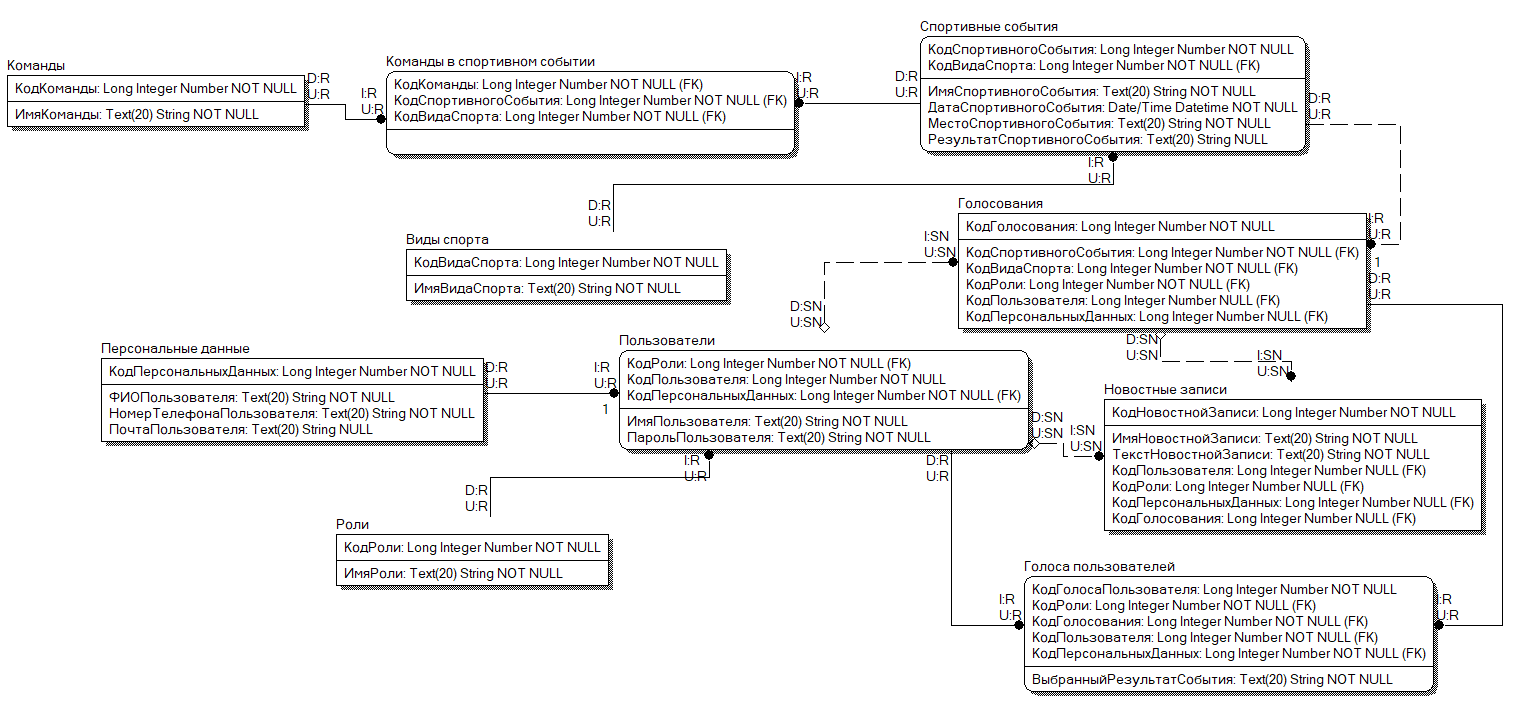 Команды
КодКоманды: Long Integer Number NOT NULL
ИмяКоманды: Text(20) String NOT NULL
D:R
U:R
I:R
U:R
Команды в спортивном событии
КодКоманды: Long Integer Number NOT NULL (FK)
КодСпортивногоСобытия: Long Integer Number NOT NULL (FK)
КодВидаСпорта: Long Integer Number NOT NULL (FK)
I:R
U:R
D:R
U:R
Спортивные события
КодСпортивногоСобытия: Long Integer Number NOT NULL
КодВидаСпорта: Long Integer Number NOT NULL (FK)
ИмяСпортивногоСобытия: Text(20) String NOT NULL
ДатаСпортивногоСобытия: Date/Time Datetime NOT NULL
МестоСпортивногоСобытия: Text(20) String NOT NULL
РезультатСпортивногоСобытия: Text(20) String NULL
D:R
U:R
I:R
U:R
D:R
U:R
Виды спорта
КодВидаСпорта: Long Integer Number NOT NULL
ИмяВидаСпорта: Text(20) String NOT NULL
Голосования
КодГолосования: Long Integer Number NOT NULL
КодСпортивногоСобытия: Long Integer Number NOT NULL (FK)
КодВидаСпорта: Long Integer Number NOT NULL (FK)
КодРоли: Long Integer Number NOT NULL (FK)
КодПользователя: Long Integer Number NULL (FK)
КодПерсональныхДанных: Long Integer Number NULL (FK)
I:R
U:R
1
D:R
U:R
I:SN
U:SN
D:SN
U:SN
D:SN
U:SN
I:SN
U:SN
Персональные данные
КодПерсональныхДанных: Long Integer Number NOT NULL
ФИОПользователя: Text(20) String NOT NULL
НомерТелефонаПользователя: Text(20) String NOT NULL
ПочтаПользователя: Text(20) String NULL
D:R
U:R
I:R
U:R
1
Пользователи
КодРоли: Long Integer Number NOT NULL (FK)
КодПользователя: Long Integer Number NOT NULL
КодПерсональныхДанных: Long Integer Number NOT NULL (FK)
ИмяПользователя: Text(20) String NOT NULL
ПарольПользователя: Text(20) String NOT NULL
D:SN
U:SN
I:SN
U:SN
Новостные записи
КодНовостнойЗаписи: Long Integer Number NOT NULL
ИмяНовостнойЗаписи: Text(20) String NOT NULL
ТекстНовостнойЗаписи: Text(20) String NOT NULL
КодПользователя: Long Integer Number NULL (FK)
КодРоли: Long Integer Number NULL (FK)
КодПерсональныхДанных: Long Integer Number NULL (FK)
КодГолосования: Long Integer Number NULL (FK)
I:R
U:R
D:R
U:R
D:R
U:R
Роли
КодРоли: Long Integer Number NOT NULL
ИмяРоли: Text(20) String NOT NULL
Голоса пользователей
КодГолосаПользователя: Long Integer Number NOT NULL
КодРоли: Long Integer Number NOT NULL (FK)
КодГолосования: Long Integer Number NOT NULL (FK)
КодПользователя: Long Integer Number NOT NULL (FK)
КодПерсональныхДанных: Long Integer Number NOT NULL (FK)
ВыбранныйРезультатСобытия: Text(20) String NOT NULL
I:R
U:R
I:R
U:R